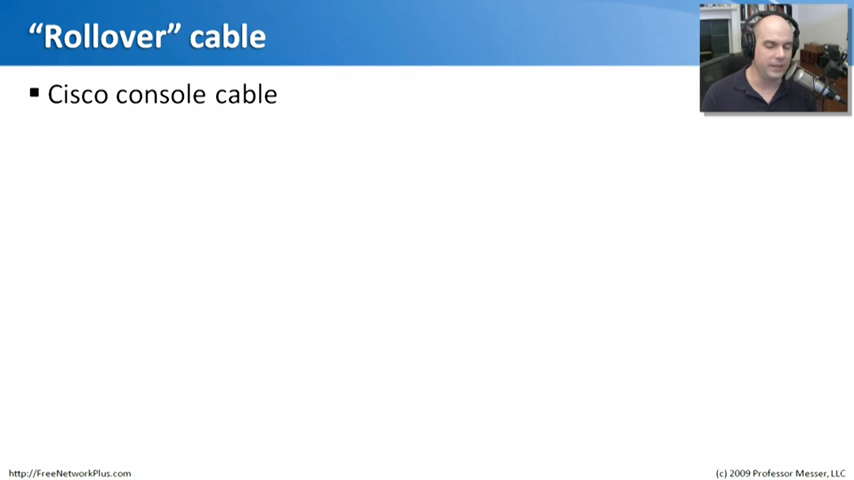 “Rollover” cable
▪ Cisco console cable
http://FreeNetworkPlus.com
(c) 2009 Professor Messer, LLC